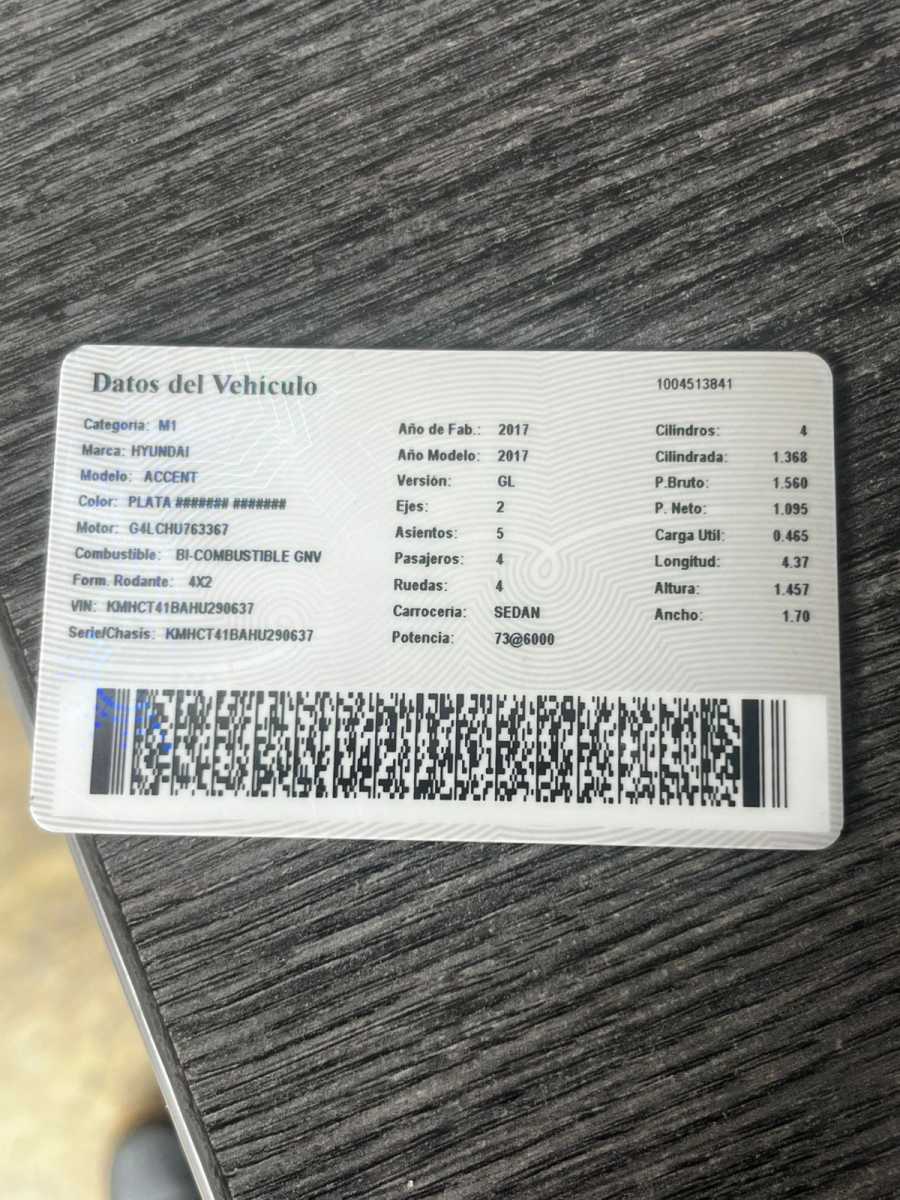 Datos del Vehículo
1004513841
Categoria: M1
Marca: HYUNDAI
Modelo: ACCENT
Color: PLATA ####### #######
Motor: G4LCHU763367
Combustible: BI-COMBUSTIBLE GNV
Form. Rodante: 4X2
VIN: KMHCT41BAHU290637
Serie/Chasis: KMHCT41BAHU290637
Año de Fab.: 2017
Año Modelo: 2017
Versión: GL
Ejes: 2
Asientos: 5
Pasajeros: 4
Ruedas: 4
Carroceria: SEDAN
Potencia: 73@6000
Cilindros: 4
Cilindrada: 1.368
P.Bruto: 1.560
P. Neto: 1.095
Carga Util: 0.465
Longitud: 4.37
Altura: 1.457
Ancho: 1.70